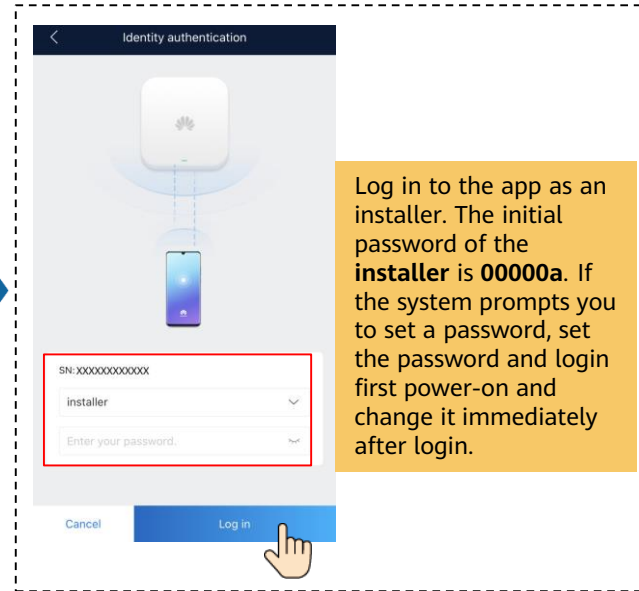 Identity authentication
SN: XXXXXXXXXXXX
installer
Enter your password.
Cancel
Log in
Log in to the app as an
installer. The initial
password of the
installer is 00000a. If
the system prompts you
to set a password, set
the password and login
first power-on and
change it immediately
after login.